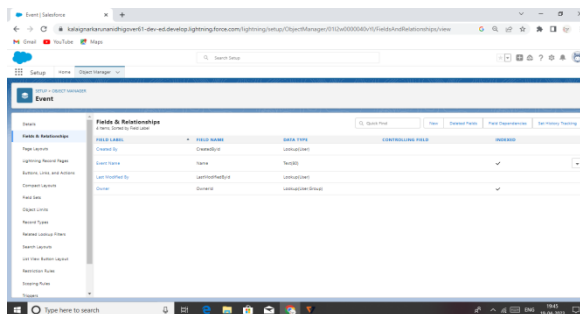 Event | Salesforce
kalaignarkarunanidhigover61-dev-ed.develop.lightning.force.com/lightning/setup/ObjectManager/01I2w0000040vYl/FieldsAndRelationships/view
Gmail YouTube Maps
Search Setup
Setup Home Object Manager
SETUP > OBJECT MANAGER
Event
Details
Fields & Relationships
Page Layouts
Lightning Record Pages
Buttons, Links, and Actions
Compact Layouts
Field Sets
Object Limits
Record Types
Related Lookup Filters
Search Layouts
List View Button Layout
Restriction Rules
Scoping Rules
Triggers
Fields & Relationships
4 Items, Sorted by Field Label
Quick Find New Deleted Fields Field Dependencies Set History Tracking
FIELD LABEL FIELD NAME DATA TYPE CONTROLLING FIELD INDEXED
Created By CreatedById Lookup(User)
Event Name Name Text(80)
Last Modified By LastModifiedById Lookup(User)
Owner OwnerId Lookup(User,Group)
Type here to search
ENG
19:45
19-04-2023